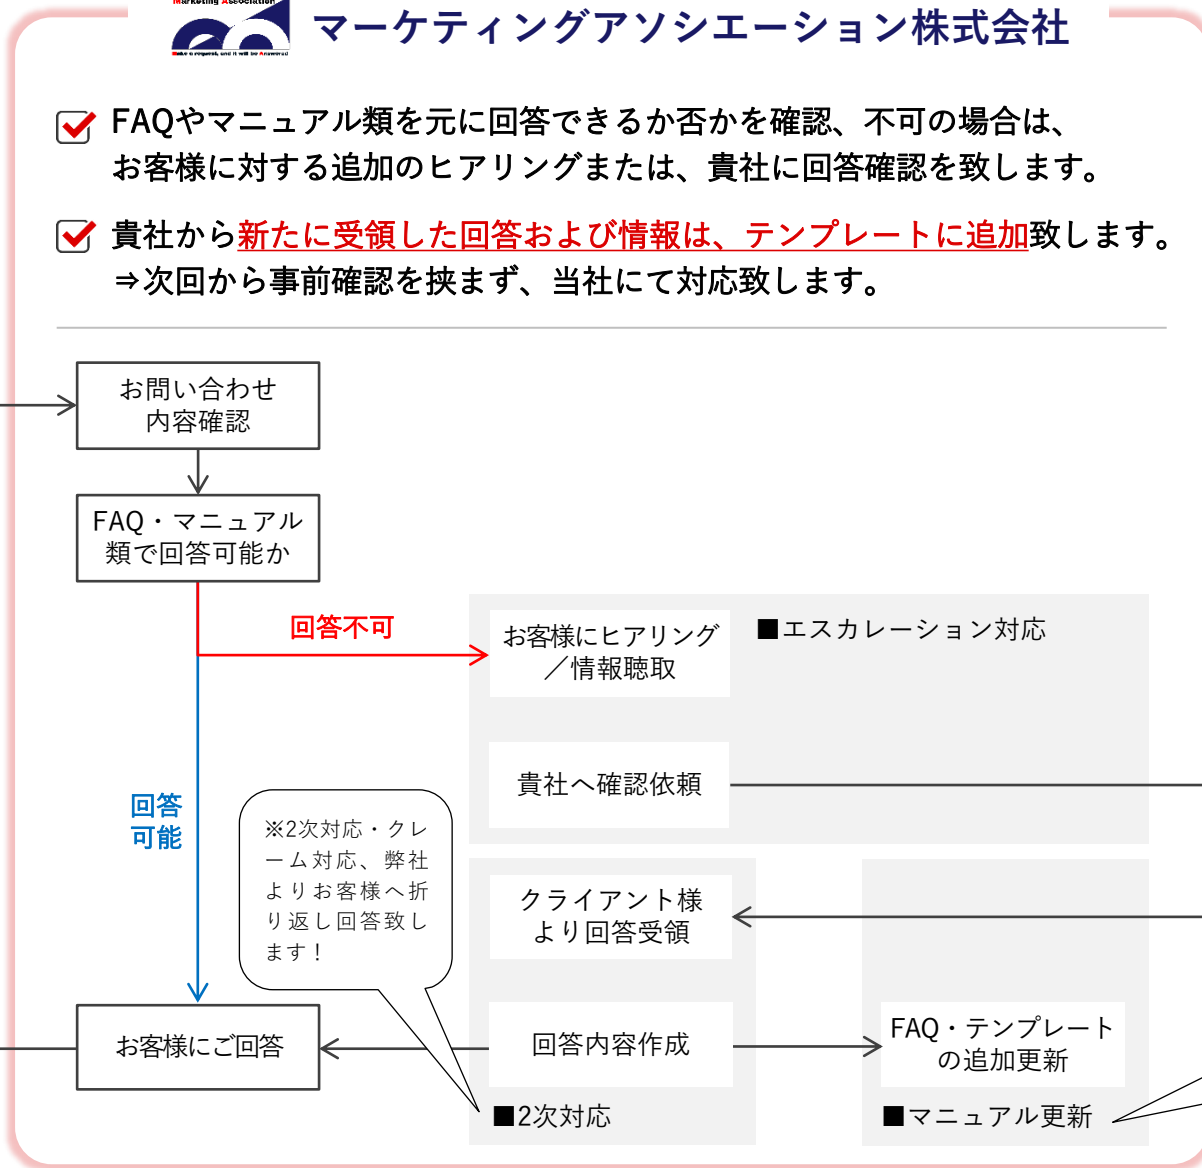 Marketing Association
Make a request, and it will be Answered
マーケティングアソシエーション株式会社
FAQやマニュアル類を元に回答できるか否かを確認、不可の場合は、
お客様に対する追加のヒアリングまたは、貴社に回答確認を致します。
貴社から新たに受領した回答および情報は、テンプレートに追加致します。
⇒次回から事前確認を挟まず、当社にて対応致します。
お問い合わせ
内容確認
FAQ・マニュアル
類で回答可能か
回答不可
お客様にヒアリング
／情報聴取
■エスカレーション対応
貴社へ確認依頼
回答
可能
※2次対応・クレ
ーム対応、弊社
よりお客様へ折
り返し回答致し
ます！
クライアント様
より回答受領
お客様にご回答
回答内容作成
FAQ・テンプレート
の追加更新
■2次対応
■マニュアル更新